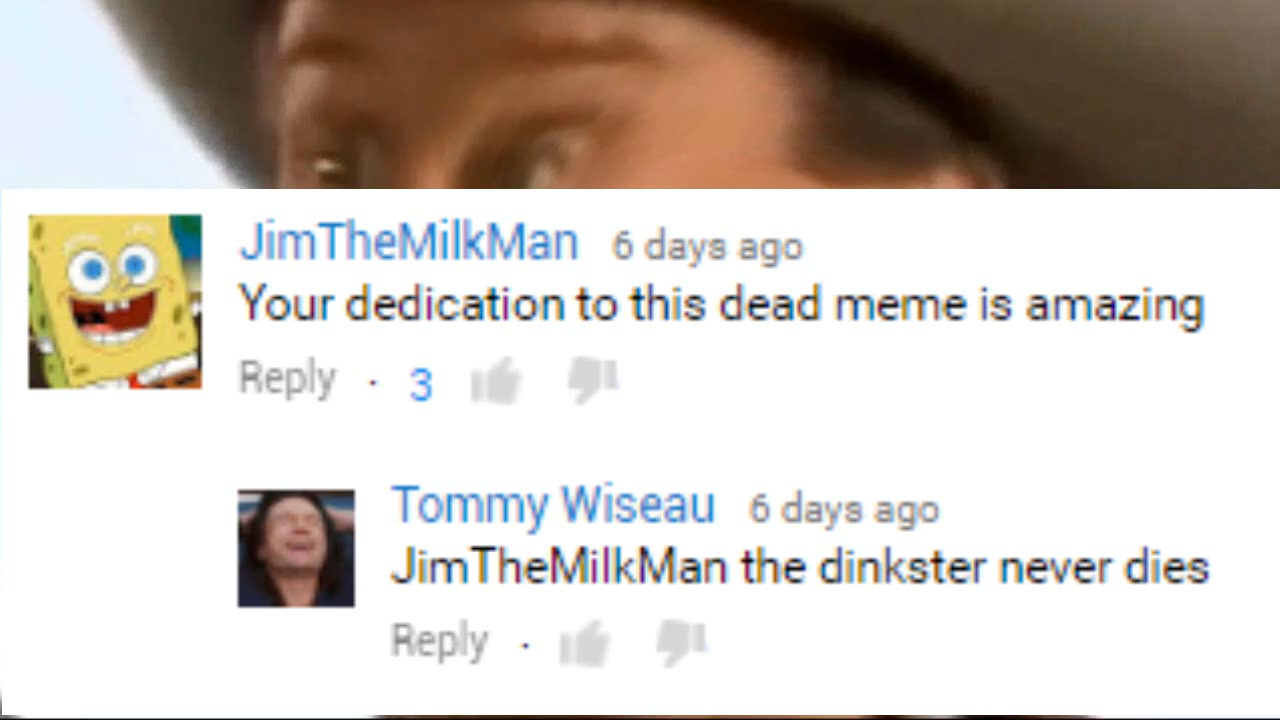 JimTheMilkMan 6 days ago
Your dedication to this dead meme is amazing
Reply · 3
Tommy Wiseau 6 days ago
JimTheMilkMan the dinkster never dies
Reply ·